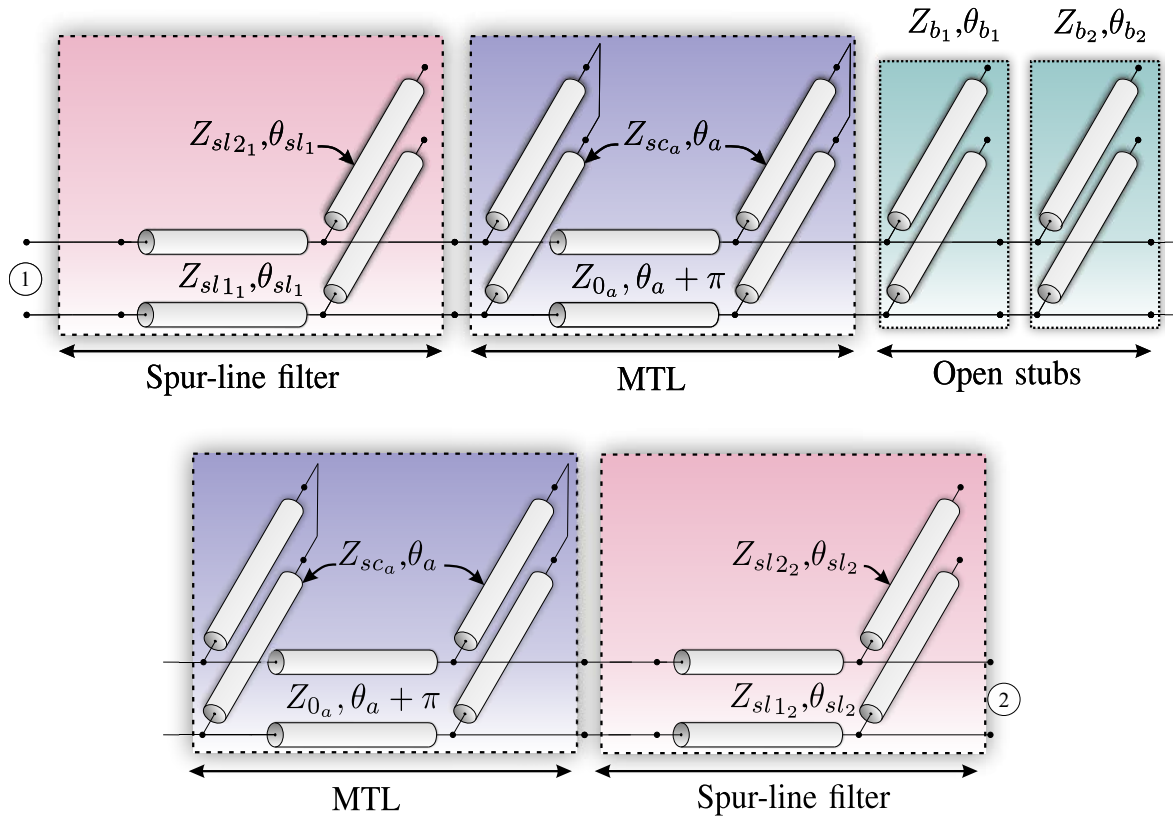 Z_{b_1},θ_{b_1} Z_{b_2},θ_{b_2}
Z_{sl2_1},θ_{sl_1} Z_{sc_a},θ_a
1
Z_{sl1_1},θ_{sl_1} Z_{0_a},θ_a + π
Spur-line filter MTL Open stubs
Z_{sc_a},θ_a Z_{sl2_2},θ_{sl_2}
Z_{0_a},θ_a + π Z_{sl1_2},θ_{sl_2} 2
MTL Spur-line filter